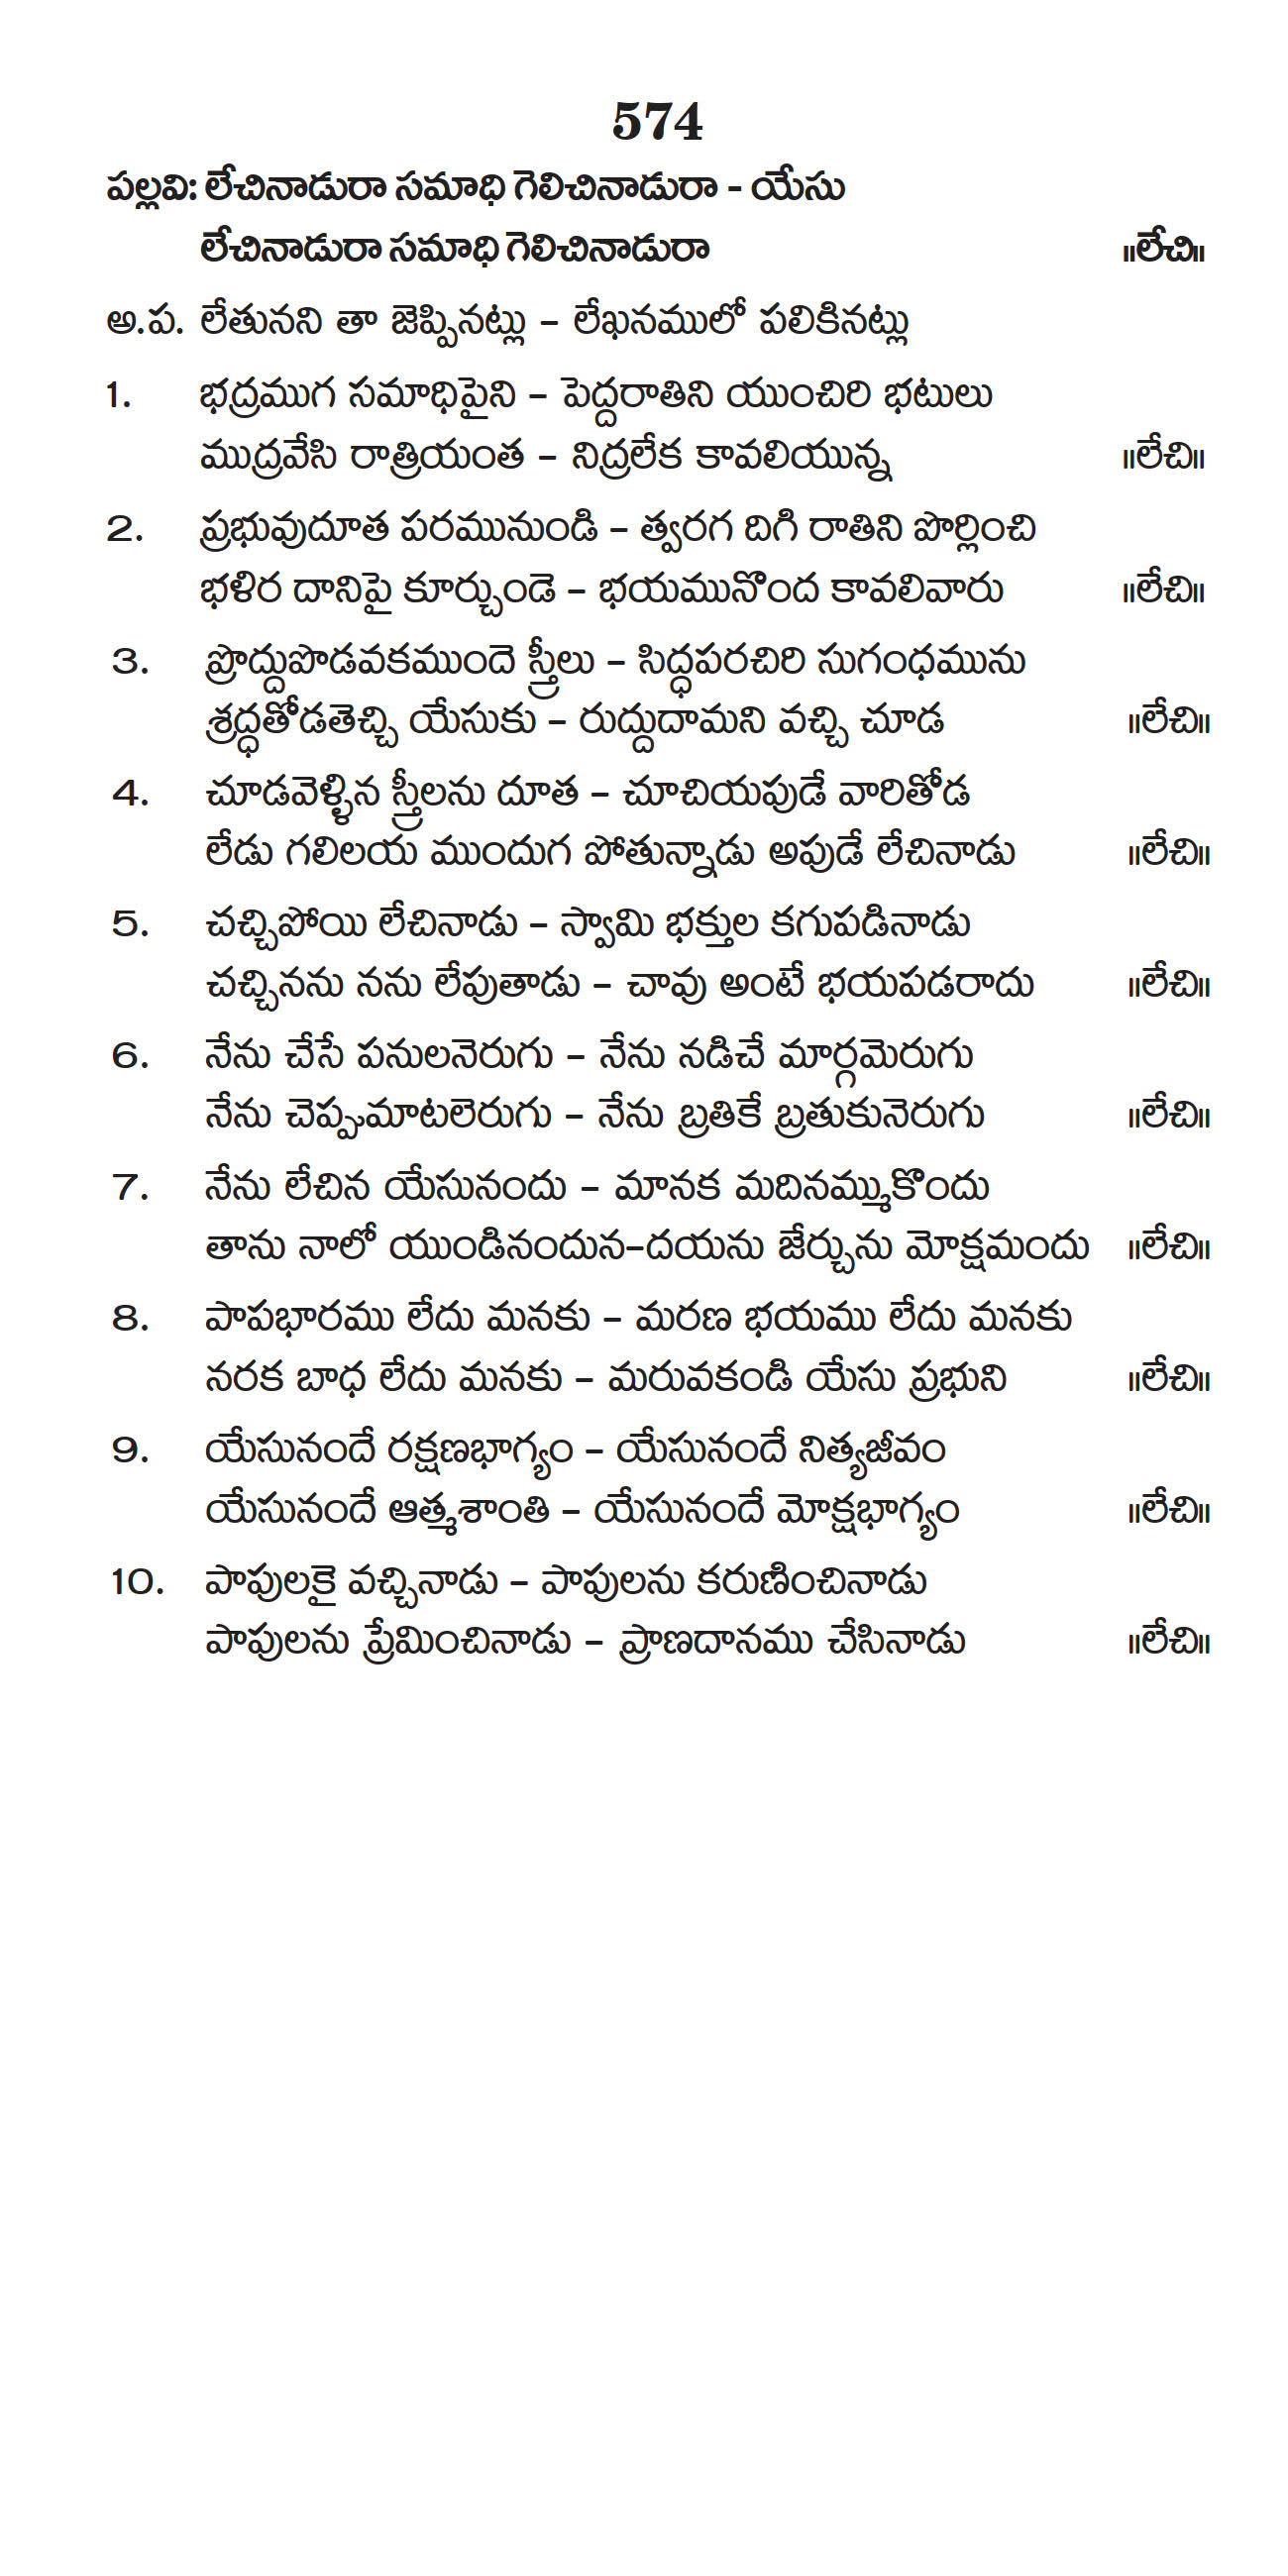 574
పల్లవి: లేచినాడురా సమాధి గెలిచినాడురా - యేసు
లేచినాడురా సమాధి గెలిచినాడురా ॥లేచి॥
అ.ప. లేతునని తా జెప్పినట్లు – లేఖనములో పలికినట్లు
1. భద్రముగ సమాధిపైని – పెద్దరాతిని యుంచిరి భటులు
ముద్రవేసి రాత్రియంత – నిద్రలేక కావలియున్న ॥లేచి॥
2. ప్రభువుదూత పరమునుండి – త్వరగ దిగి రాతిని పొర్లించి
భళిర దానిపై కూర్చుండె – భయమునొంద కావలివారు ॥లేచి॥
3. ప్రొద్దుపొడవకముందె స్త్రీలు – సిద్ధపరచిరి సుగంధమును
శ్రద్ధతోడతెచ్చి యేసుకు – రుద్దుదామని వచ్చి చూడ ॥లేచి॥
4. చూడవెళ్ళిన స్త్రీలను దూత – చూచియపుడే వారితోడ
లేడు గలిలయ ముందుగ పోతున్నాడు అపుడే లేచినాడు ॥లేచి॥
5. చచ్చిపోయి లేచినాడు – స్వామి భక్తుల కగుపడినాడు
చచ్చినను నను లేపుతాడు – చావు అంటే భయపడరాదు ॥లేచి॥
6. నేను చేసే పనులనెరుగు – నేను నడిచే మార్గమెరుగు
నేను చెప్పుమాటలెరుగు – నేను బ్రతికే బ్రతుకునెరుగు ॥లేచి॥
7. నేను లేచిన యేసునందు – మానక మదినమ్ముకొందు
తాను నాలో యుండినందున–దయను జేర్చును మోక్షమందు ॥లేచి॥
8. పాపభారము లేదు మనకు – మరణ భయము లేదు మనకు
నరక బాధ లేదు మనకు – మరువకండి యేసు ప్రభుని ॥లేచి॥
9. యేసునందే రక్షణభాగ్యం – యేసునందే నిత్యజీవం
యేసునందే ఆత్మశాంతి – యేసునందే మోక్షభాగ్యం ॥లేచి॥
10. పాపులకై వచ్చినాడు – పాపులను కరుణించినాడు
పాపులను ప్రేమించినాడు – ప్రాణదానము చేసినాడు ॥లేచి॥